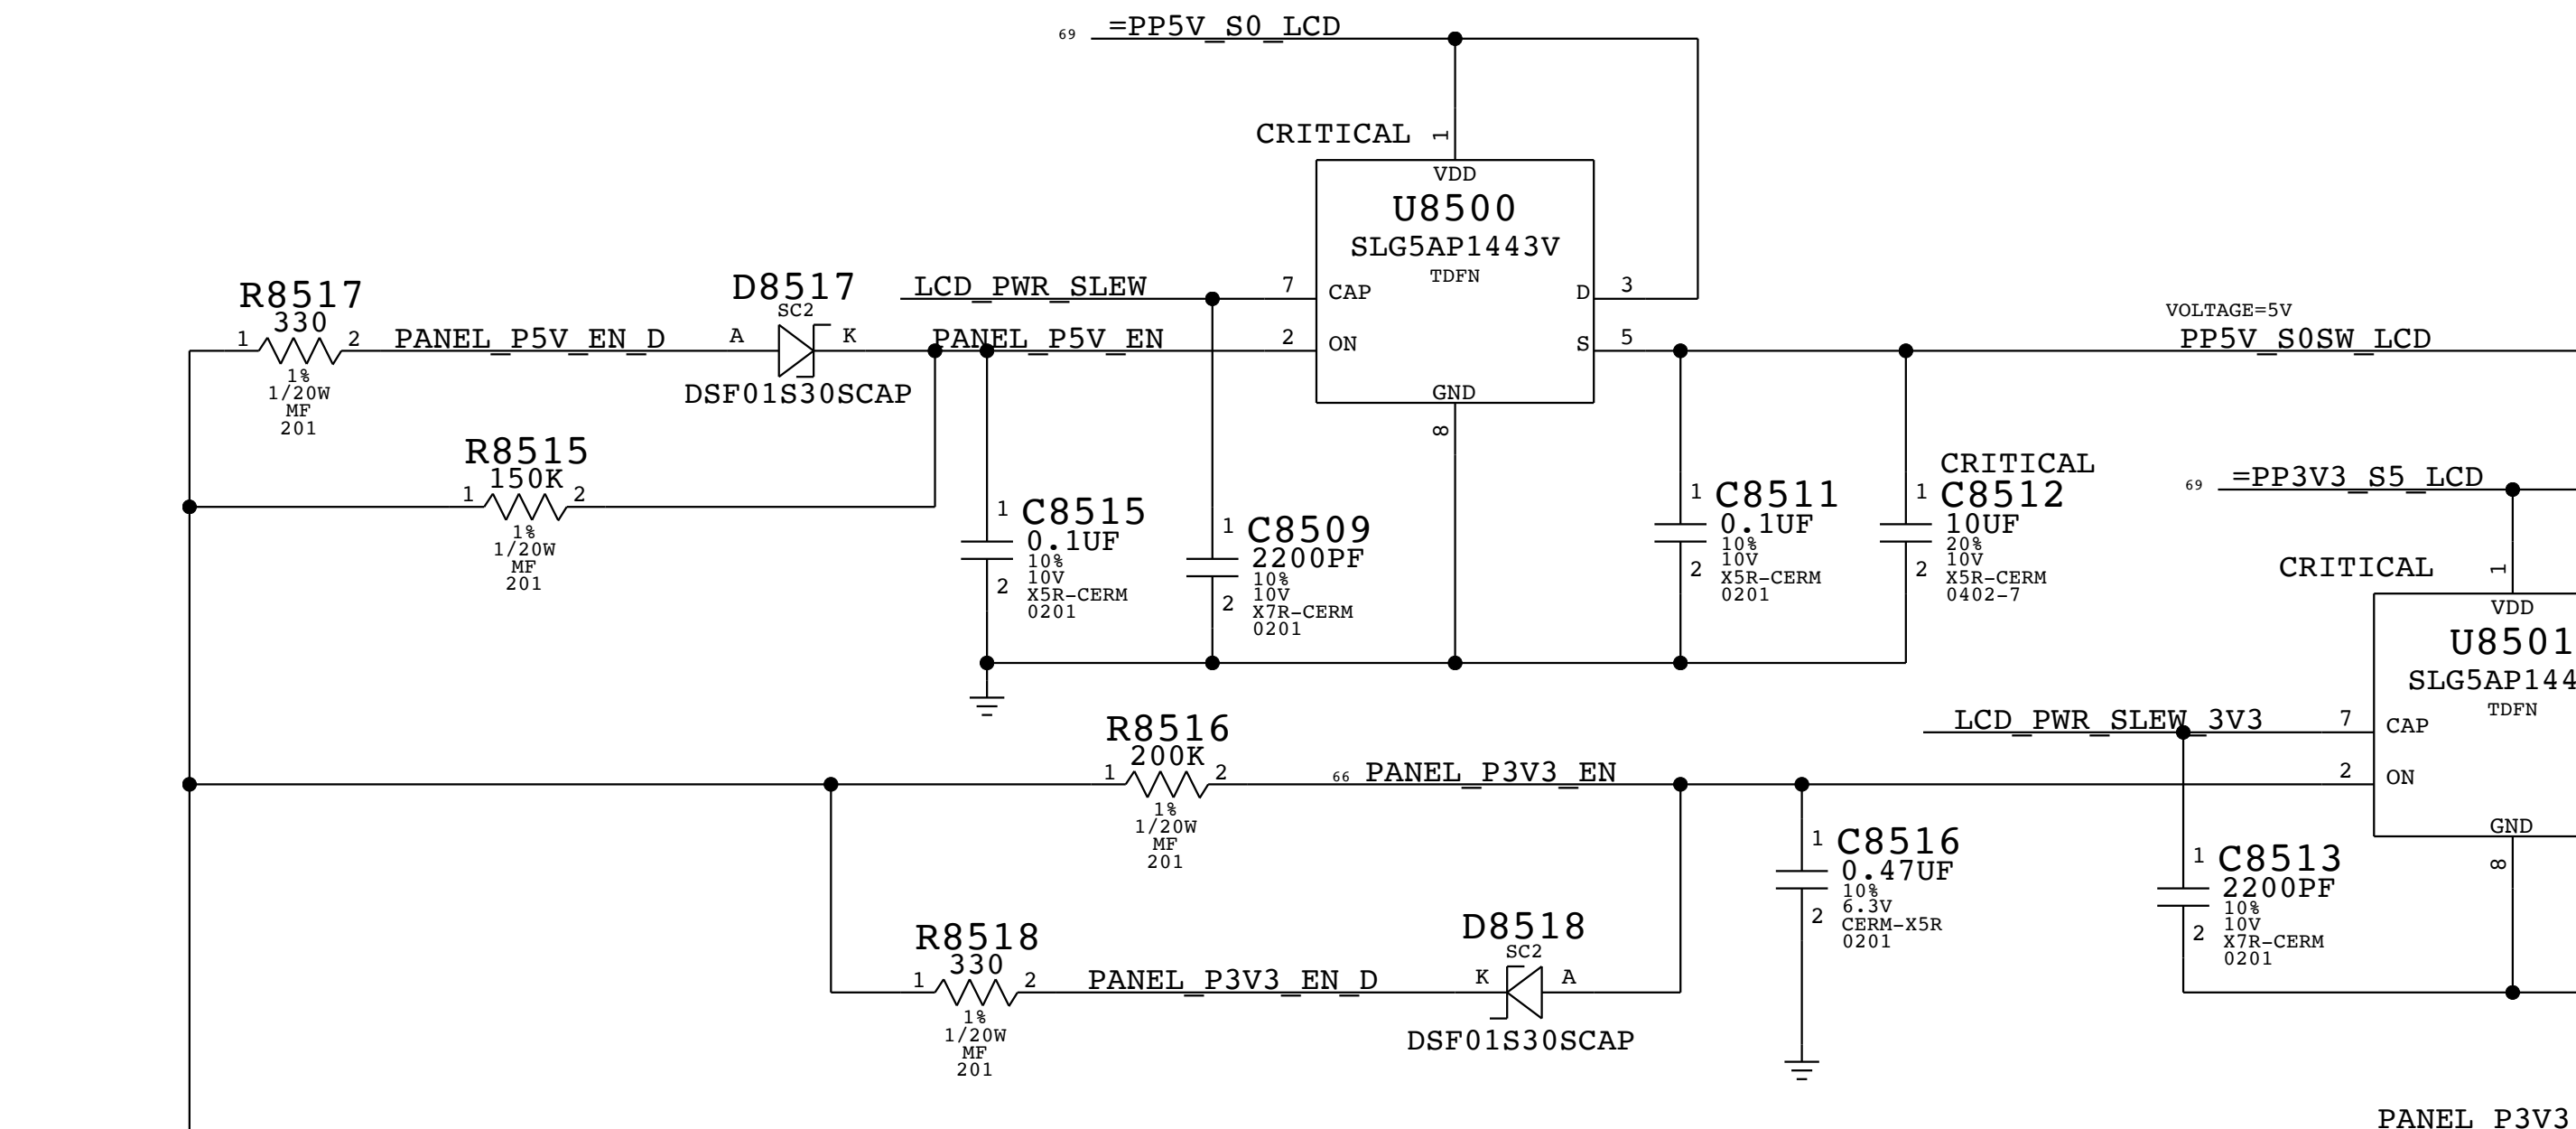 69 =PP5V_S0_LCD
CRITICAL
1
VDD
U8500
SLG5AP1443V
TDFN
LCD_PWR_SLEW
7
CAP
D
3
R8517
330
1
2
PANEL_P5V_EN_D
1%
1/20W
MF
201
D8517
SC2
A
K
DSF01S30SCAP
PANEL_P5V_EN
2
ON
S
5
GND
8
VOLTAGE=5V
PP5V_S0SW_LCD
R8515
150K
1
2
1%
1/20W
MF
201
1
C8515
0.1UF
10%
10V
X5R-CERM
0201
2
1
C8509
2200PF
10%
10V
X7R-CERM
0201
2
1
C8511
0.1UF
10%
10V
X5R-CERM
0201
2
CRITICAL
1
C8512
10UF
20%
10V
X5R-CERM
0402-7
2
69 =PP3V3_S5_LCD
CRITICAL
1
VDD
U8501
SLG5AP144
TDFN
LCD_PWR_SLEW_3V3
7
CAP
2
ON
GND
8
R8516
200K
1
2
1%
1/20W
MF
201
66 PANEL_P3V3_EN
1
C8516
0.47UF
10%
6.3V
CERM-X5R
0201
2
1
C8513
2200PF
10%
10V
X7R-CERM
0201
2
R8518
330
1
2
1%
1/20W
MF
201
PANEL_P3V3_EN_D
D8518
SC2
K
A
DSF01S30SCAP
PANEL P3V3